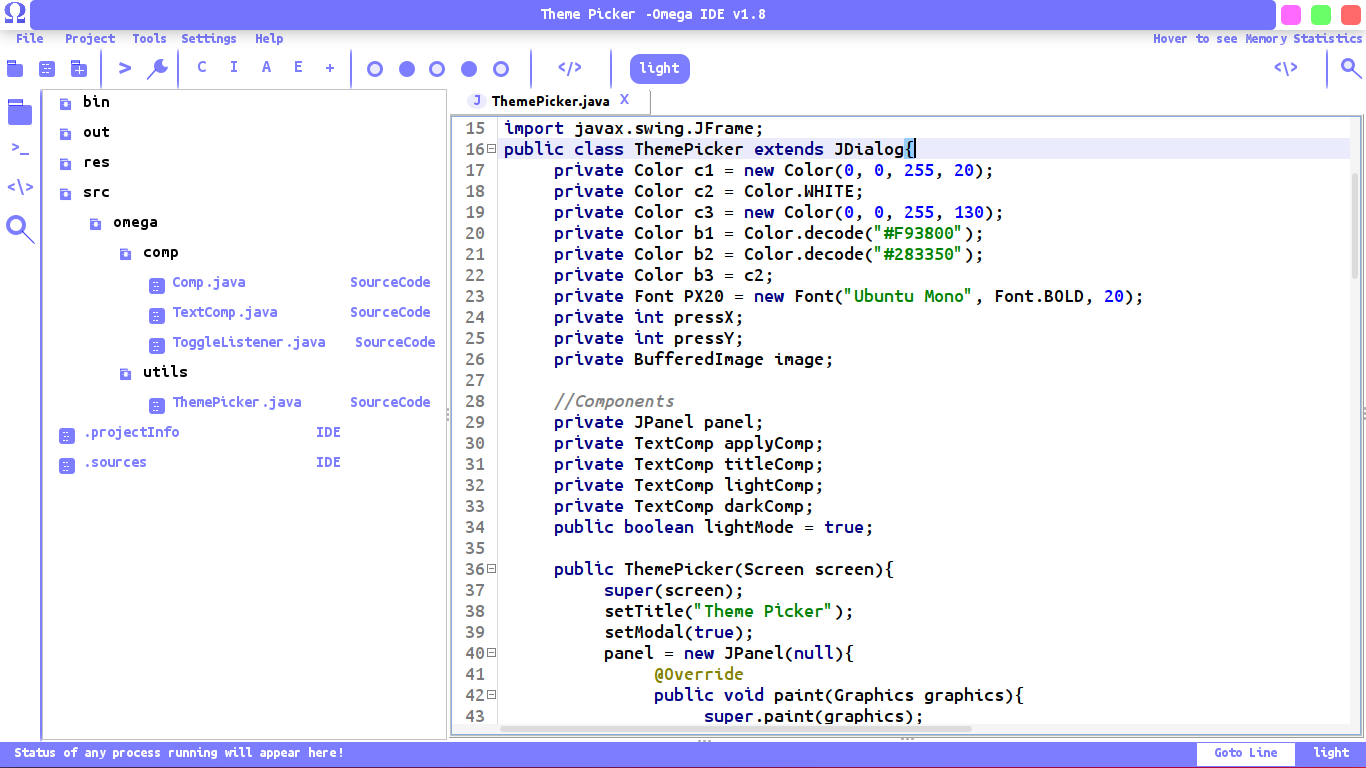 Ω Theme Picker -Omega IDE v1.8
File Project Tools Settings Help Hover to see Memory Statistics
> C I A E + </> light <\>
bin
out
res
src
omega
comp
Comp.java SourceCode
TextComp.java SourceCode
ToggleListener.java SourceCode
utils
ThemePicker.java SourceCode
.projectInfo IDE
.sources IDE
>_
<\>
J ThemePicker.java X
15 import javax.swing.JFrame;
16 public class ThemePicker extends JDialog{
17 private Color c1 = new Color(0, 0, 255, 20);
18 private Color c2 = Color.WHITE;
19 private Color c3 = new Color(0, 0, 255, 130);
20 private Color b1 = Color.decode("#F93800");
21 private Color b2 = Color.decode("#283350");
22 private Color b3 = c2;
23 private Font PX20 = new Font("Ubuntu Mono", Font.BOLD, 20);
24 private int pressX;
25 private int pressY;
26 private BufferedImage image;
27
28 //Components
29 private JPanel panel;
30 private TextComp applyComp;
31 private TextComp titleComp;
32 private TextComp lightComp;
33 private TextComp darkComp;
34 public boolean lightMode = true;
35
36 public ThemePicker(Screen screen){
37 super(screen);
38 setTitle("Theme Picker");
39 setModal(true);
40 panel = new JPanel(null){
41 @Override
42 public void paint(Graphics graphics){
43 super.paint(graphics);
Status of any process running will appear here! Goto Line light